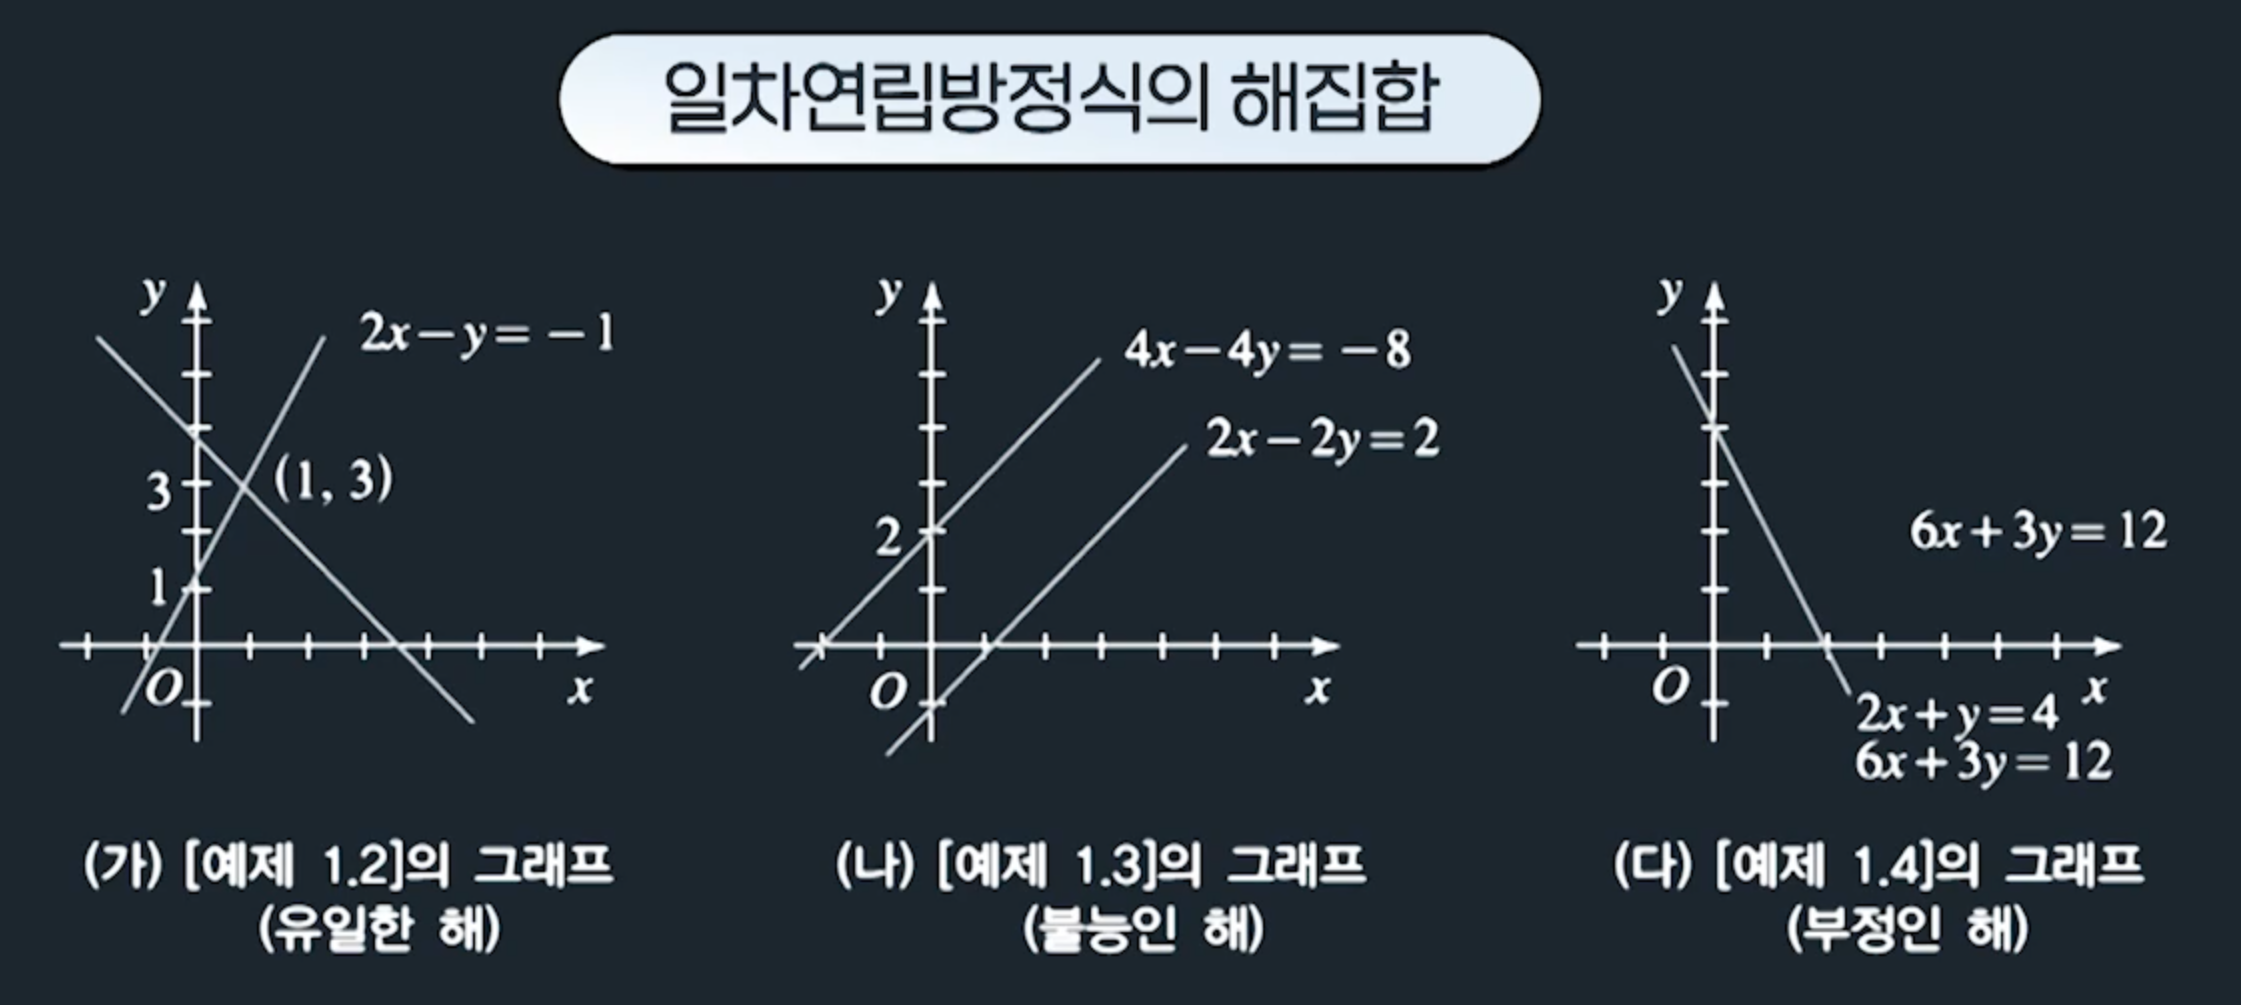 일차연립방정식의 해집합
y
2x－y＝－1
(1, 3)
3
1
O
x
(가) [예제 1.2]의 그래프
(유일한 해)
y
4x－4y＝－8
2x－2y＝2
2
O
x
(나) [예제 1.3]의 그래프
(불능인 해)
y
6x＋3y＝12
O
x
2x＋y＝4
6x＋3y＝12
(다) [예제 1.4]의 그래프
(부정인 해)